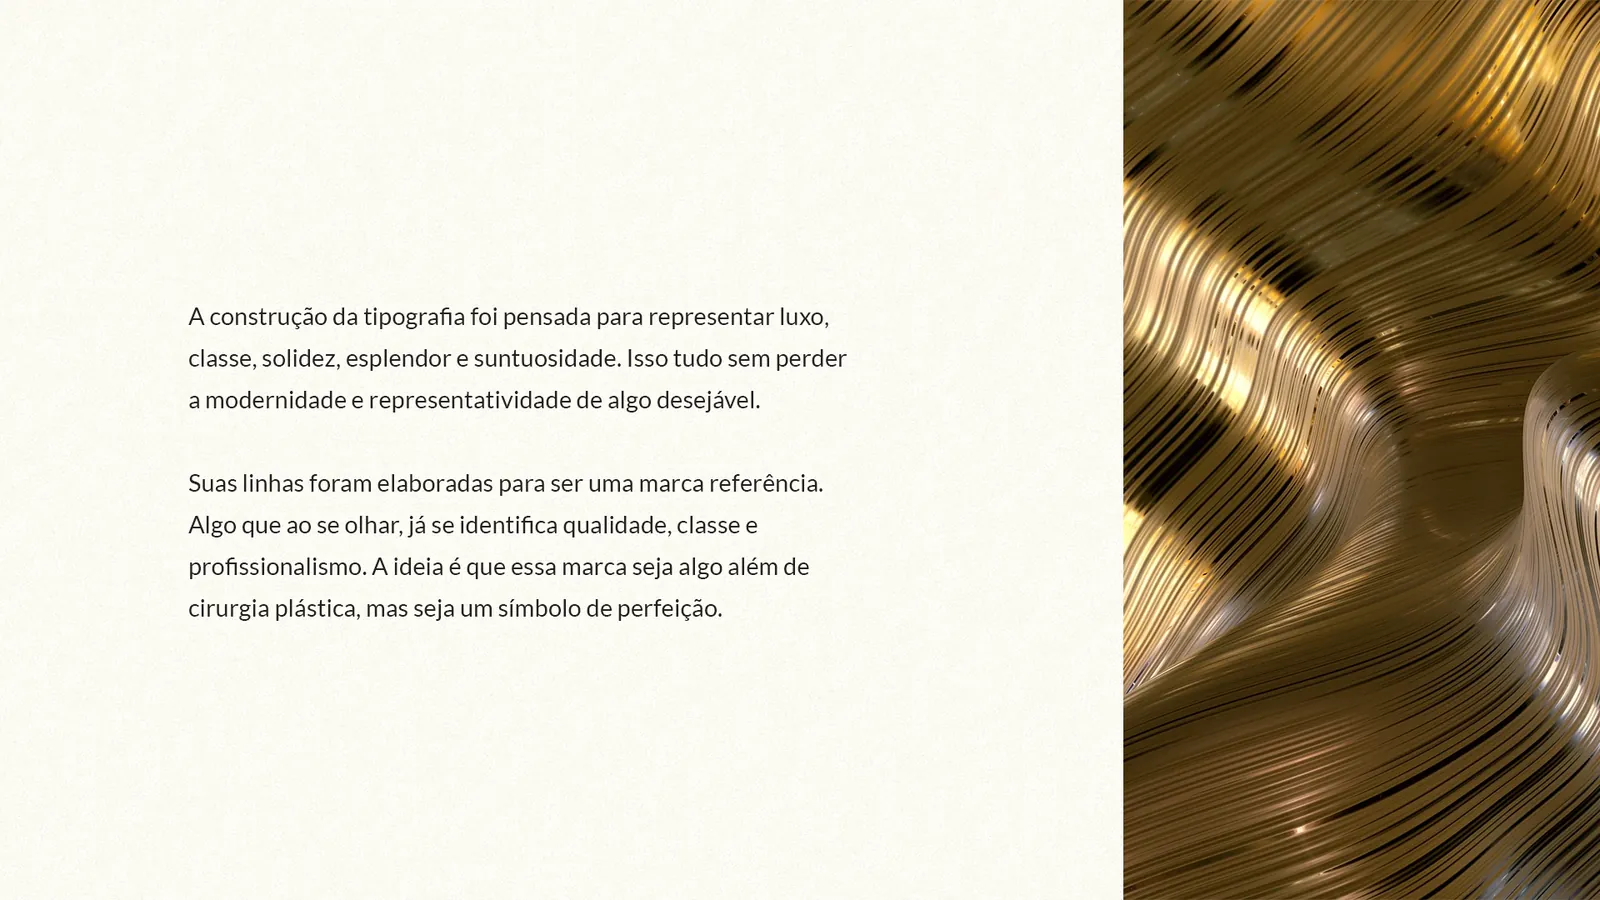 A construção da tipografia foi pensada para representar luxo,
classe, solidez, esplendor e suntuosidade. Isso tudo sem perder
a modernidade e representatividade de algo desejável.
Suas linhas foram elaboradas para ser uma marca referência.
Algo que ao se olhar, já se identifica qualidade, classe e
profissionalismo. A ideia é que essa marca seja algo além de
cirurgia plástica, mas seja um símbolo de perfeição.